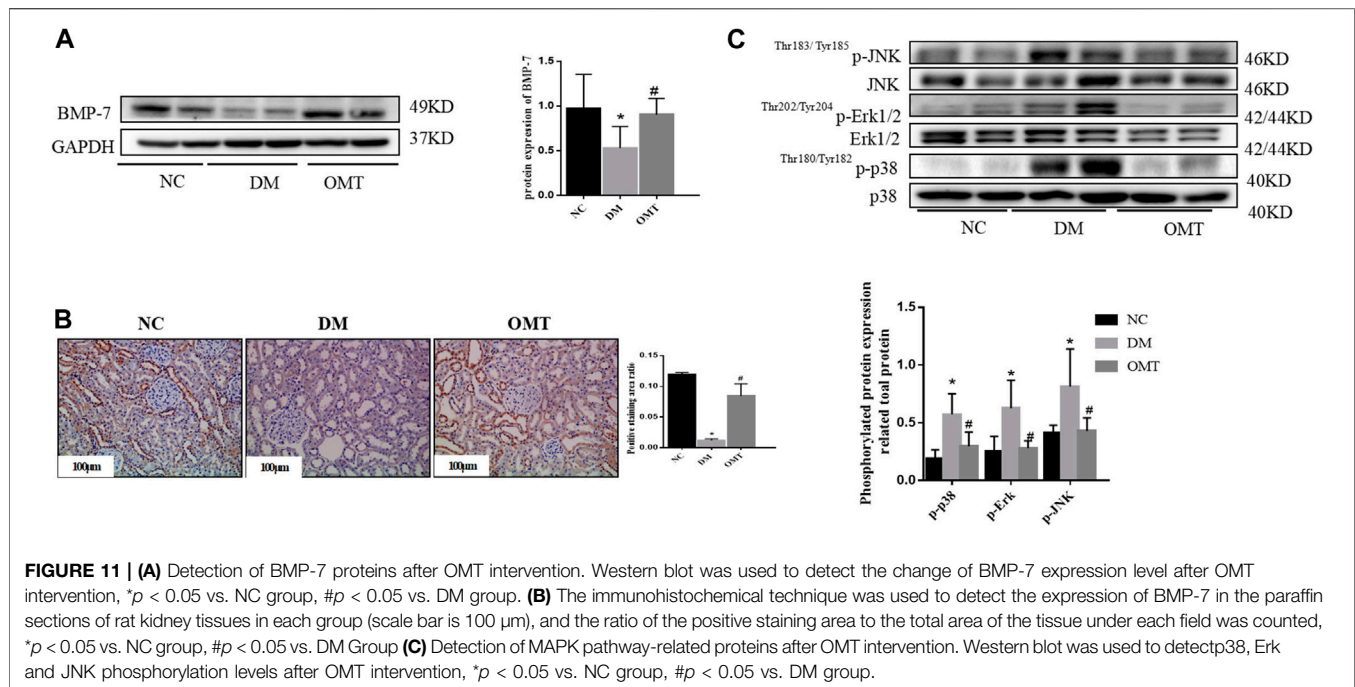 A
BMP-7
49KD
GAPDH
37KD
NC DM OMT
protein expression of BMP-7
1.5
1.0
0.5
0.0
*
#
NC
DM
OMT
B
NC DM OMT
100μm
100μm
100μm
Positive staining area ratio
0.15
0.10
0.05
0.00
*
#
NC
DM
OMT
C
Thr183/Tyr185
p-JNK
46KD
JNK
46KD
Thr202/Tyr204
p-Erk1/2
42/44KD
Erk1/2
42/44KD
Thr180/Tyr182
p-p38
40KD
p38
40KD
NC DM OMT
Phosphorylated protein expression
related toal protein
1.5
1.0
0.5
0.0
* # * # * #
NC
DM
OMT
p-p38
p-Erk
p-JNK
FIGURE 11 | (A) Detection of BMP-7 proteins after OMT intervention. Western blot was used to detect the change of BMP-7 expression level after OMT
intervention, *p < 0.05 vs. NC group, #p < 0.05 vs. DM group. (B) The immunohistochemical technique was used to detect the expression of BMP-7 in the paraffin
sections of rat kidney tissues in each group (scale bar is 100 μm), and the ratio of the positive staining area to the total area of the tissue under each field was counted,
*p < 0.05 vs. NC group, #p < 0.05 vs. DM Group (C) Detection of MAPK pathway-related proteins after OMT intervention. Western blot was used to detectp38, Erk
and JNK phosphorylation levels after OMT intervention, *p < 0.05 vs. NC group, #p < 0.05 vs. DM group.